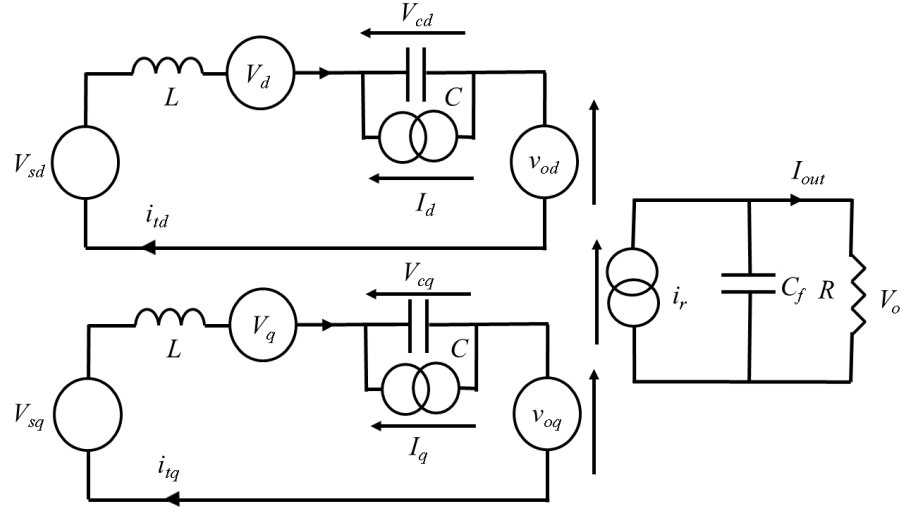 V_cd
L
V_d
C
V_sd
v_od
I_d
i_td
I_out
V_cq
L
V_q
C
i_r
C_f
R
V_o
V_sq
v_oq
I_q
i_tq